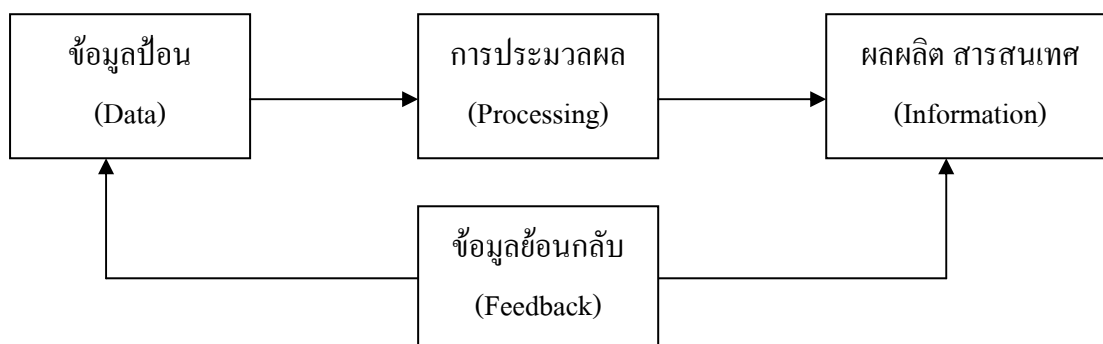 ข้อมูลป้อน
(Data)
การประมวลผล
(Processing)
ผลผลิต สารสนเทศ
(Information)
ข้อมูลย้อนกลับ
(Feedback)